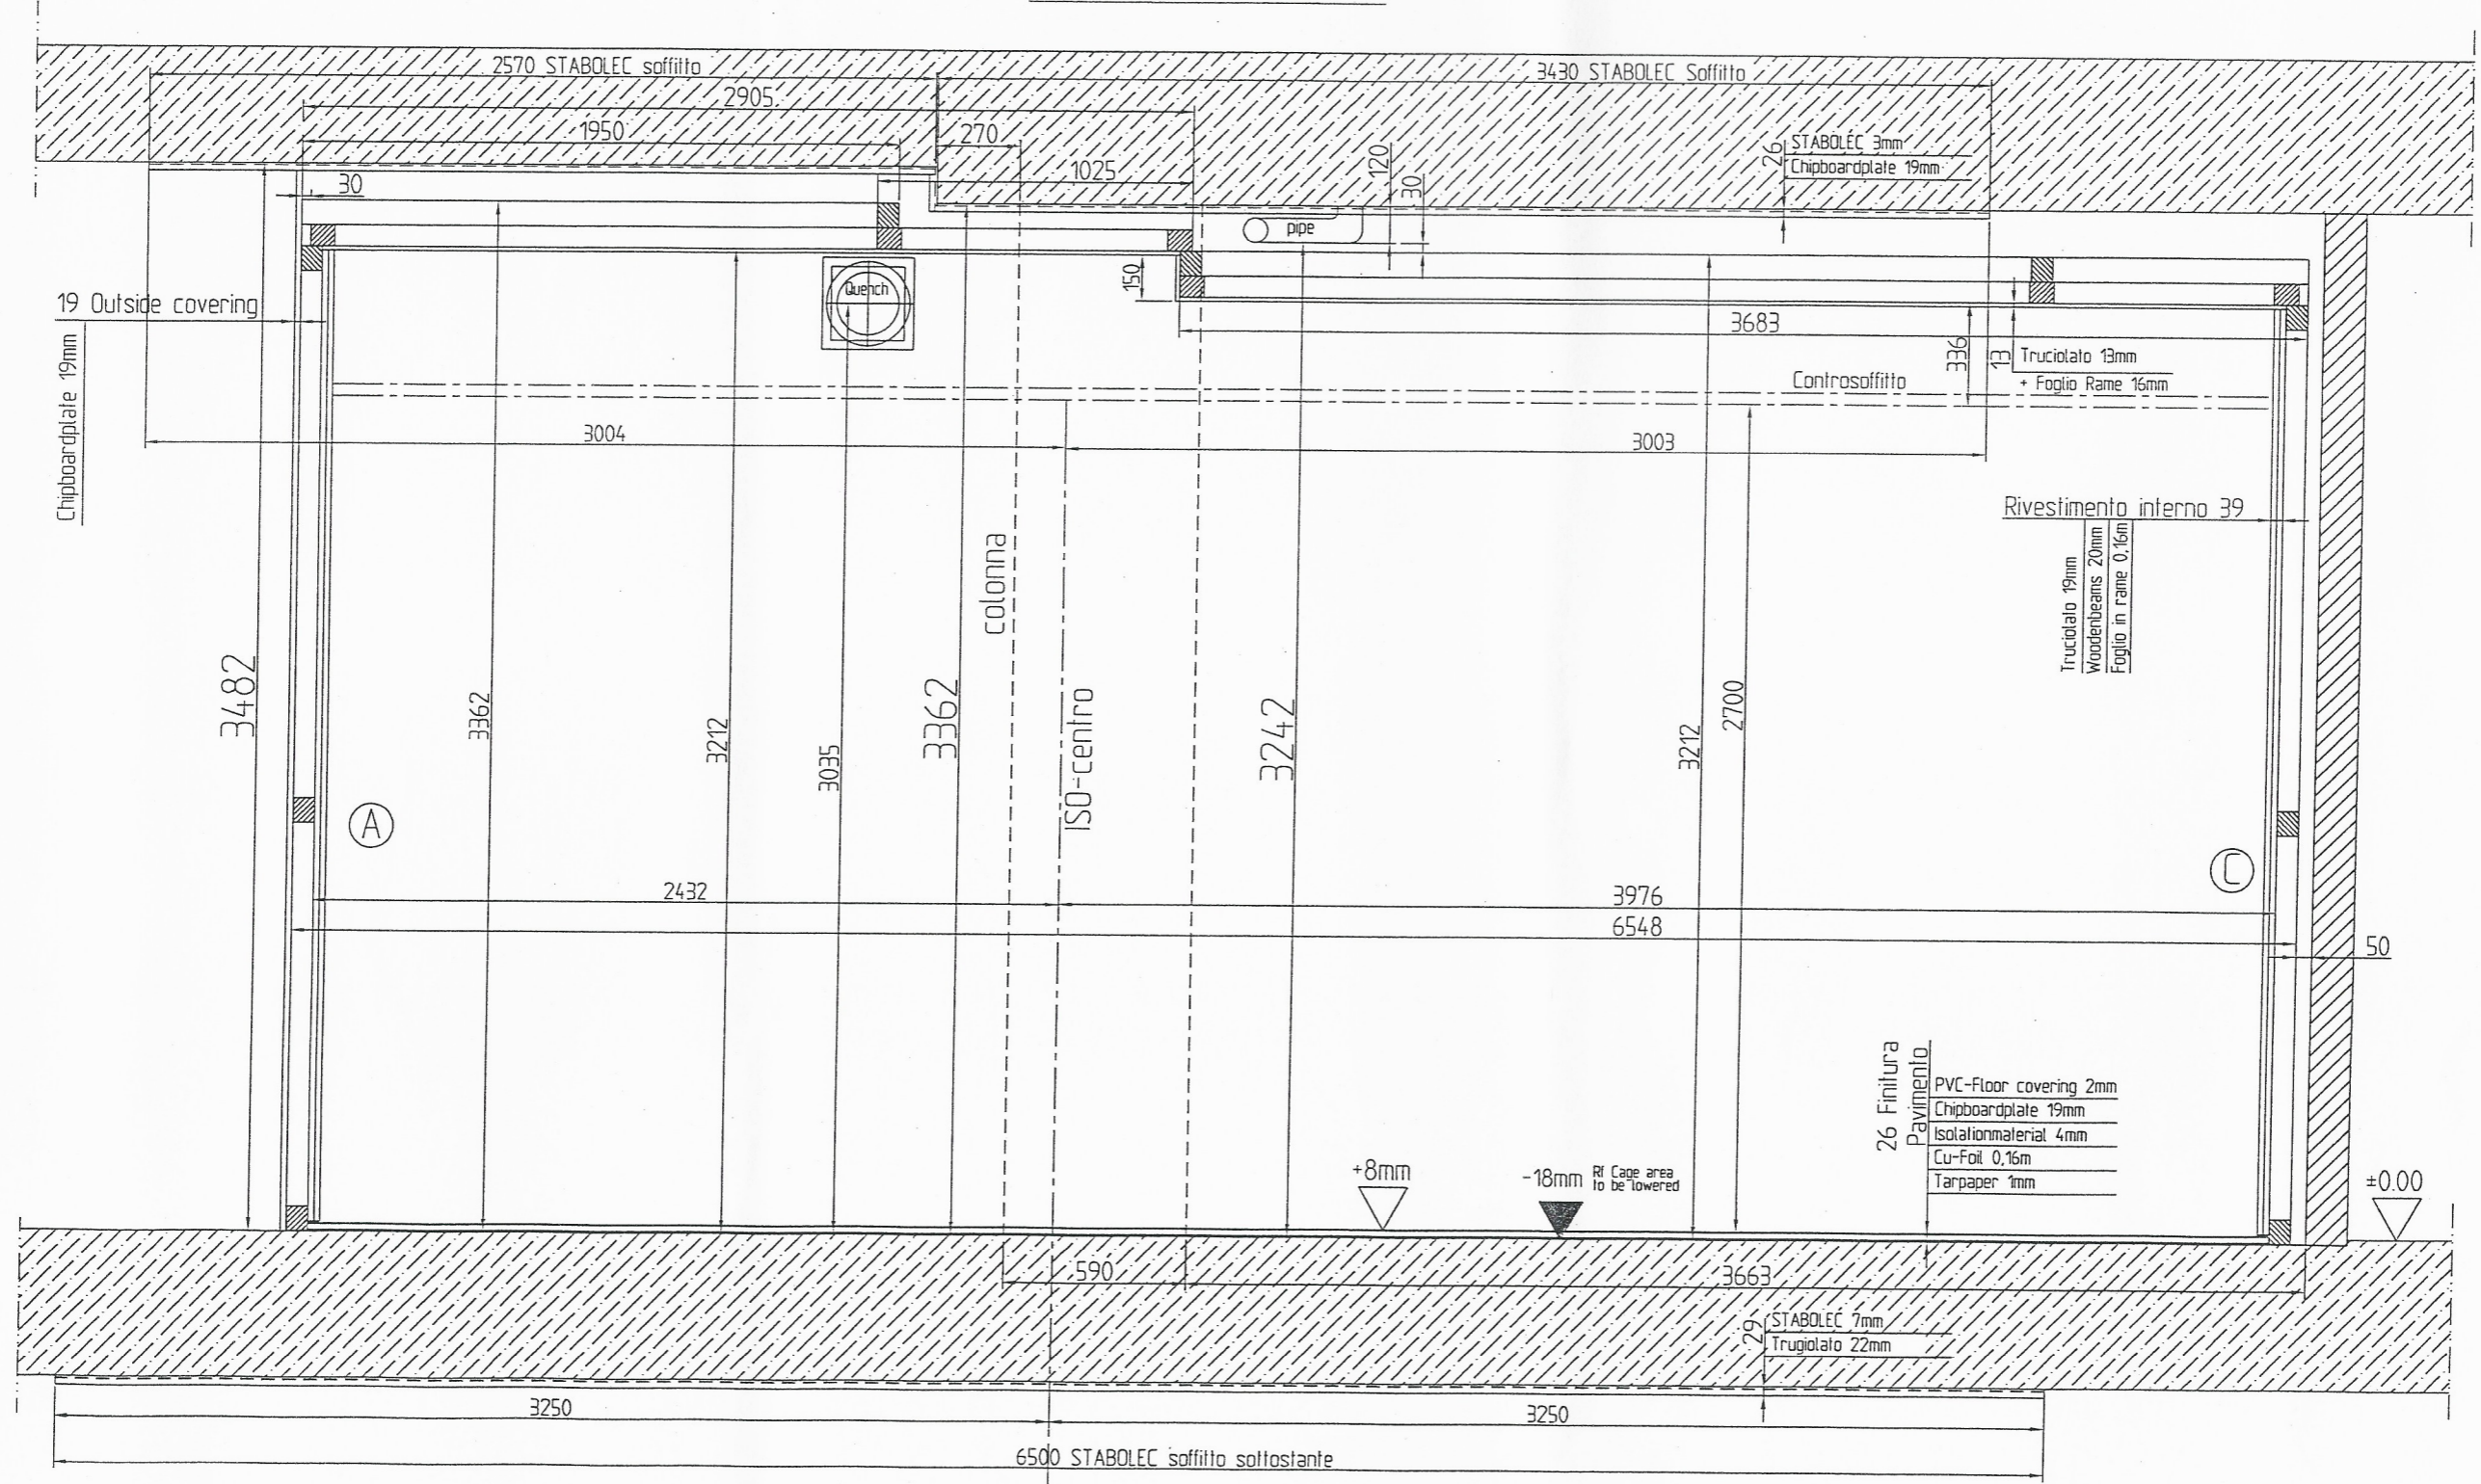 2570 STABOLEC soffitto
3430 STABOLEC Soffitto
2905
1950
270
1025
30
120
30
26
STABOLEC 3mm
Chipboardplate 19mm
pipe
150
Quench
19 Outside covering
Chipboardplate 19mm
3683
336
13
Truciolato 13mm
+ Foglio Rame 16mm
Controsoffitto
3004
3003
Rivestimento interno 39
Truciolato 19mm
Woodenbeams 20mm
Foglio in rame 0,16m
colonna
ISO-centro
3482
3362
3212
3035
3362
3242
3212
2700
A
C
2432
3976
6548
50
26 Finitura
Pavimento
PVC-Floor covering 2mm
Chipboardplate 19mm
Isolationmaterial 4mm
Cu-Foil 0,16m
Tarpaper 1mm
+8mm
-18mm
Rf Cage area
to be lowered
±0.00
590
3663
29
STABOLEC 7mm
Trugiolato 22mm
3250
3250
6500 STABOLEC soffitto sottostante